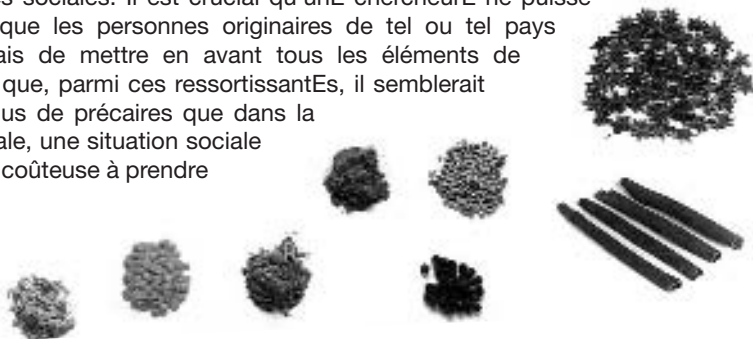 es sociales. Il est crucial qu'unE chercheurE ne puisse
que les personnes originaires de tel ou tel pays
ais de mettre en avant tous les éléments de
que, parmi ces ressortissantEs, il semblerait
us de précaires que dans la
ale, une situation sociale
coûteuse à prendre